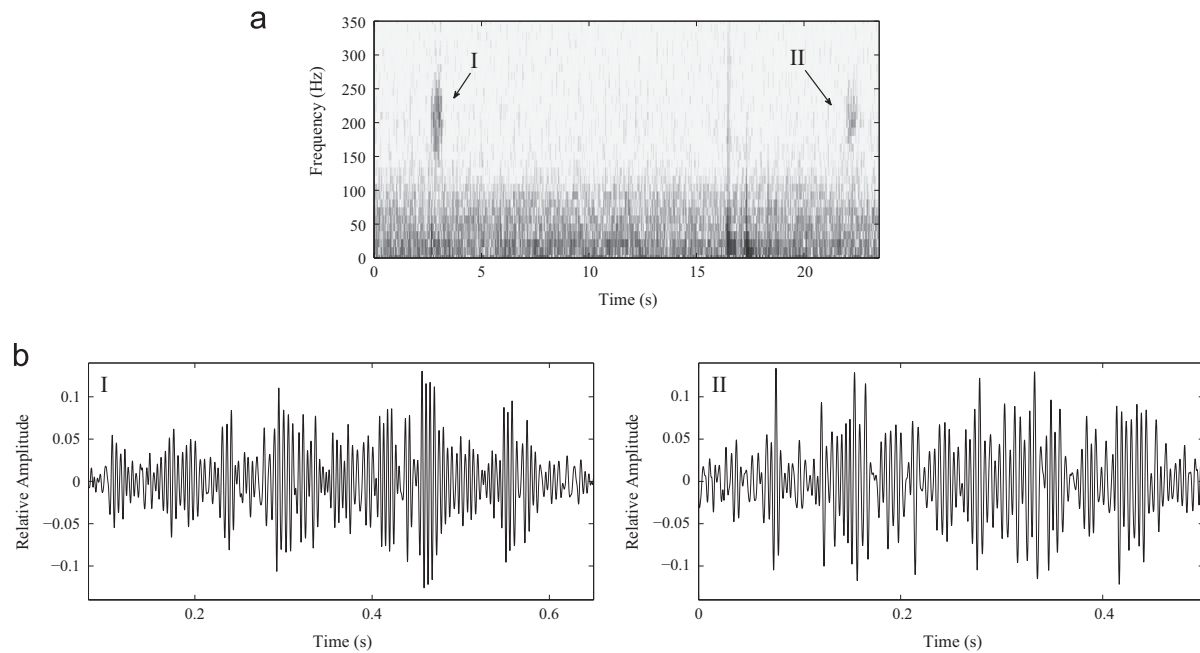 a
350
300
250
200
150
100
50
0
Frequency (Hz)
I
II
0 5 10 15 20
Time (s)
b
I
0.1
0.05
0
−0.05
−0.1
Relative Amplitude
0.2 0.4 0.6
Time (s)
II
0.1
0.05
0
−0.05
−0.1
Relative Amplitude
0 0.2 0.4
Time (s)